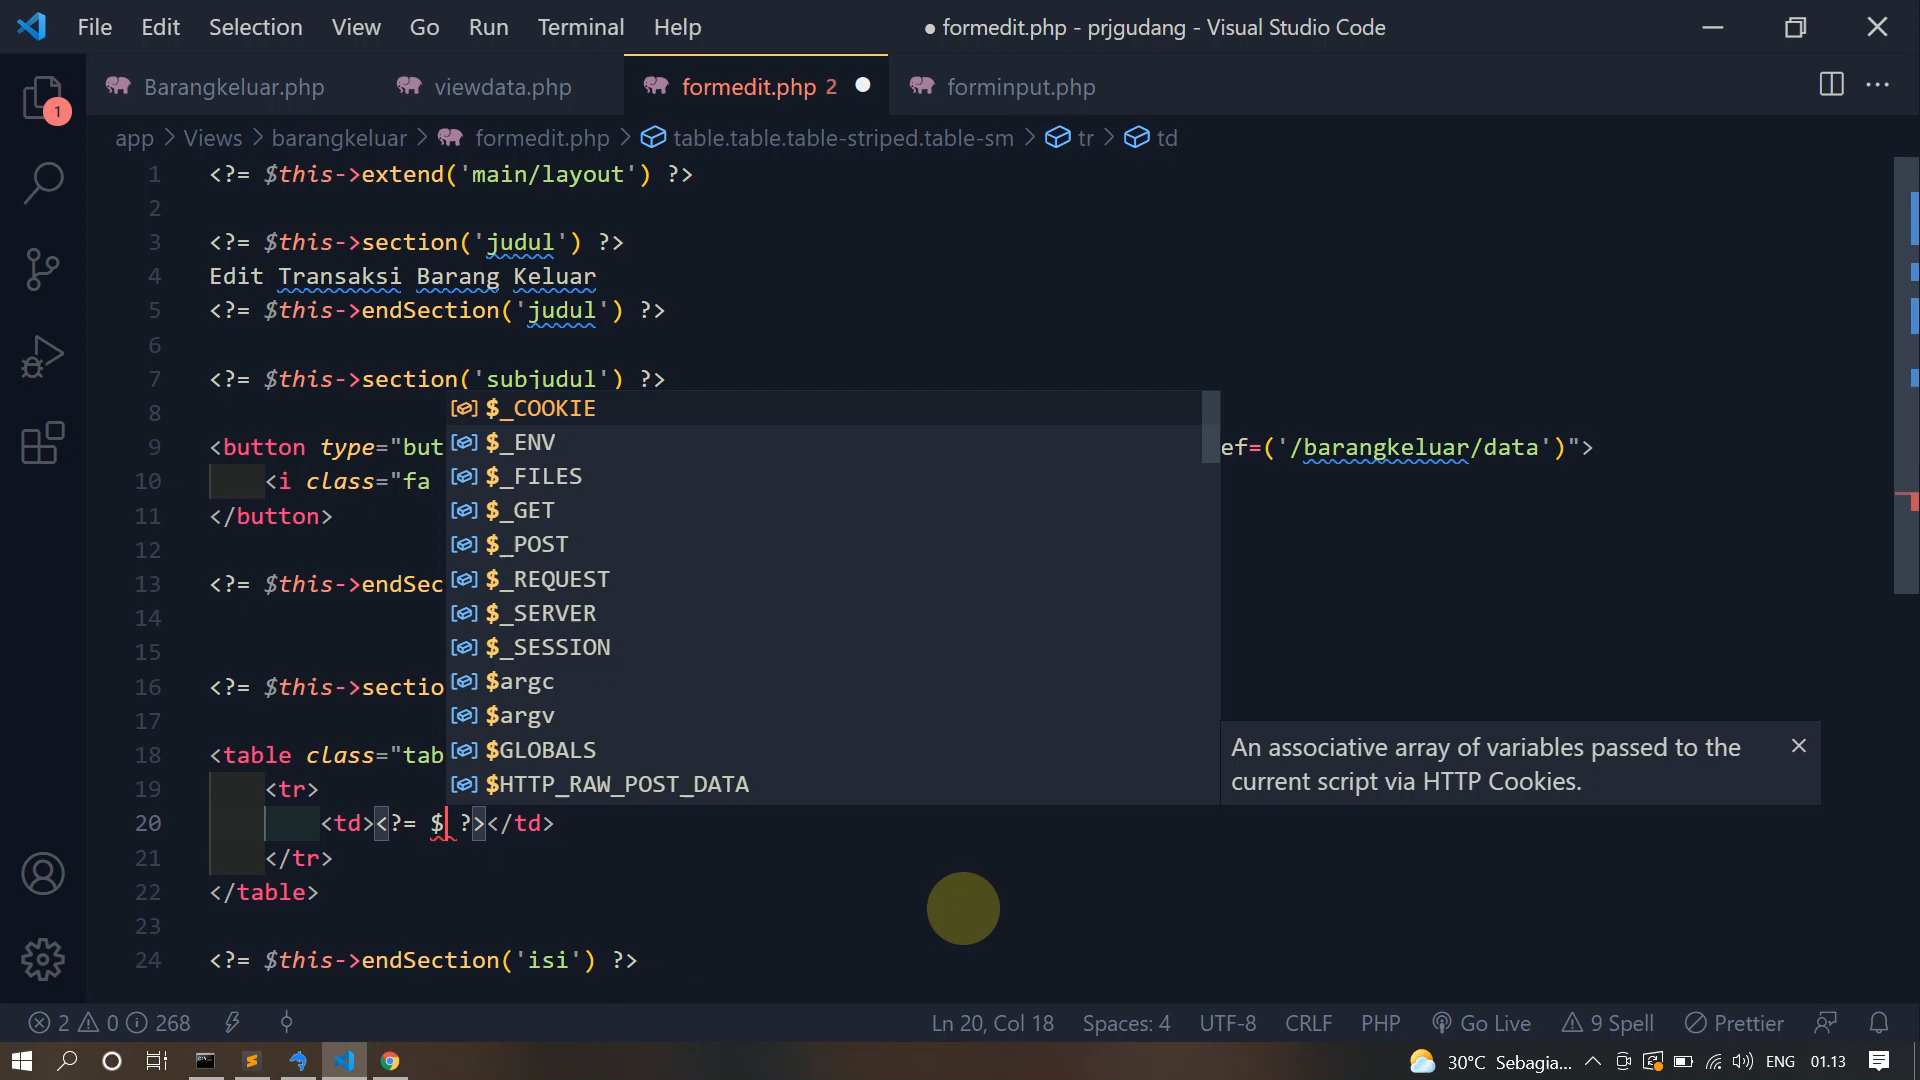 File Edit Selection View Go Run Terminal Help ● formedit.php - prjgudang - Visual Studio Code
Barangkeluar.php viewdata.php formedit.php 2 forminput.php
1
app > Views > barangkeluar > formedit.php > table.table.table-striped.table-sm > tr > td
1 <?= $this->extend('main/layout') ?>
2
3 <?= $this->section('judul') ?>
4 Edit Transaksi Barang Keluar
5 <?= $this->endSection('judul') ?>
6
7 <?= $this->section('subjudul') ?>
8
$_COOKIE
$_ENV
9 <button type="but ef=('/barangkeluar/data')">
$_FILES
10 <i class="fa
$_GET
11 </button>
$_POST
12
$_REQUEST
13 <?= $this->endSec
$_SERVER
14
$_SESSION
15
$argc
16 <?= $this->sectio
$argv
17
$GLOBALS
18 <table class="tab
$HTTP_RAW_POST_DATA
An associative array of variables passed to the
current script via HTTP Cookies.
19 <tr>
20 <td><?= $ ?></td>
21 </tr>
22 </table>
23
24 <?= $this->endSection('isi') ?>
2 0 268 Ln 20, Col 18 Spaces: 4 UTF-8 CRLF PHP Go Live 9 Spell Prettier
30°C Sebagia... ENG 01.13